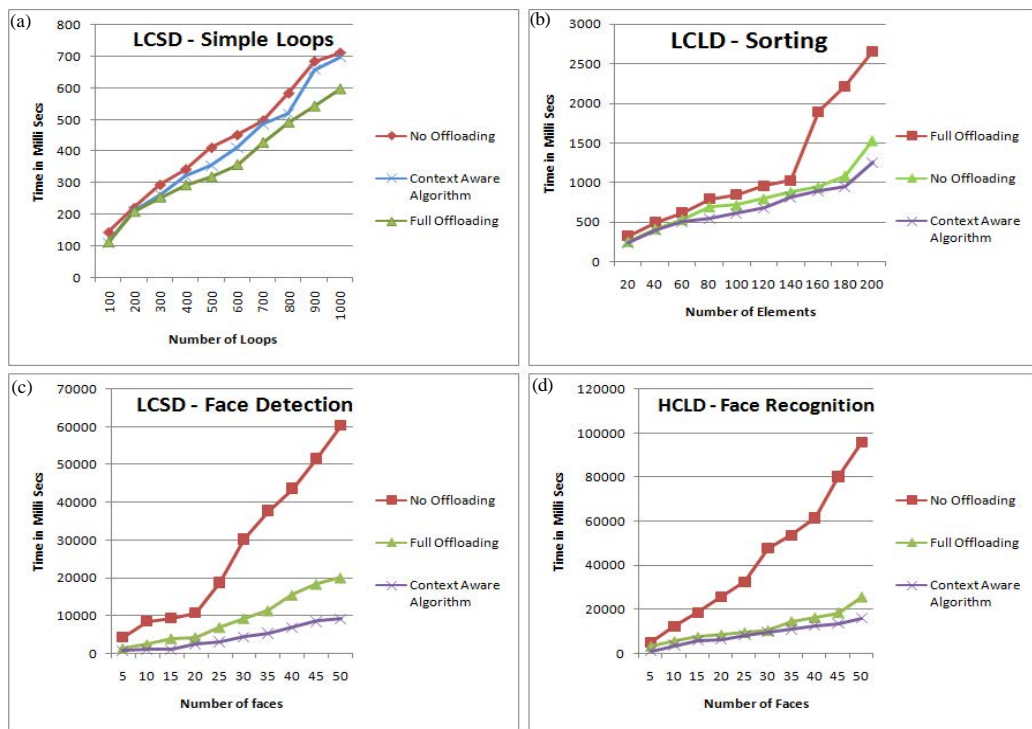 (a)
LCSD - Simple Loops
Time in Milli Secs
800
700
600
500
400
300
200
100
0
100
200
300
400
500
600
700
800
900
1000
Number of Loops
No Offloading
Context Aware
Algorithm
Full Offloading
(b)
LCLD - Sorting
Time in Milli Secs
3000
2500
2000
1500
1000
500
0
20 40 60 80 100 120 140 160 180 200
Number of Elements
Full Offloading
No Offloading
Context Aware
Algorithm
(c)
LCSD - Face Detection
Time in Milli Secs
70000
60000
50000
40000
30000
20000
10000
0
5 10 15 20 25 30 35 40 45 50
Number of faces
No Offloading
Full Offloading
Context Aware
Algorithm
(d)
HCLD - Face Recognition
Time in Milli Secs
120000
100000
80000
60000
40000
20000
0
5 10 15 20 25 30 35 40 45 50
Number of Faces
No Offloading
Full Offloading
Context Aware
Algorithm